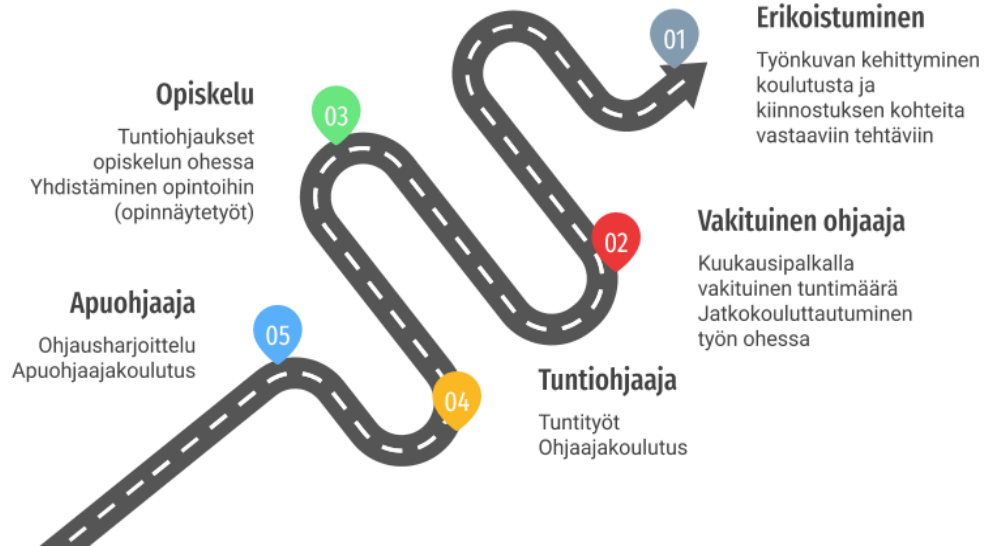 01
Erikoistuminen
Työnkuvan kehittyminen
koulutusta ja
kiinnostuksen kohteita
vastaaviin tehtäviin
03
Opiskelu
Tuntiohjaukset
opiskelun ohessa
Yhdistäminen opintoihin
(opinnäytetyöt)
02
Vakituinen ohjaaja
Kuukausipalkalla
vakituinen tuntimäärä
Jatkokouluttautuminen
työn ohessa
05
Apuohjaaja
Ohjausharjoittelu
Apuohjaajakoulutus
04
Tuntiohjaaja
Tuntityöt
Ohjaajakoulutus